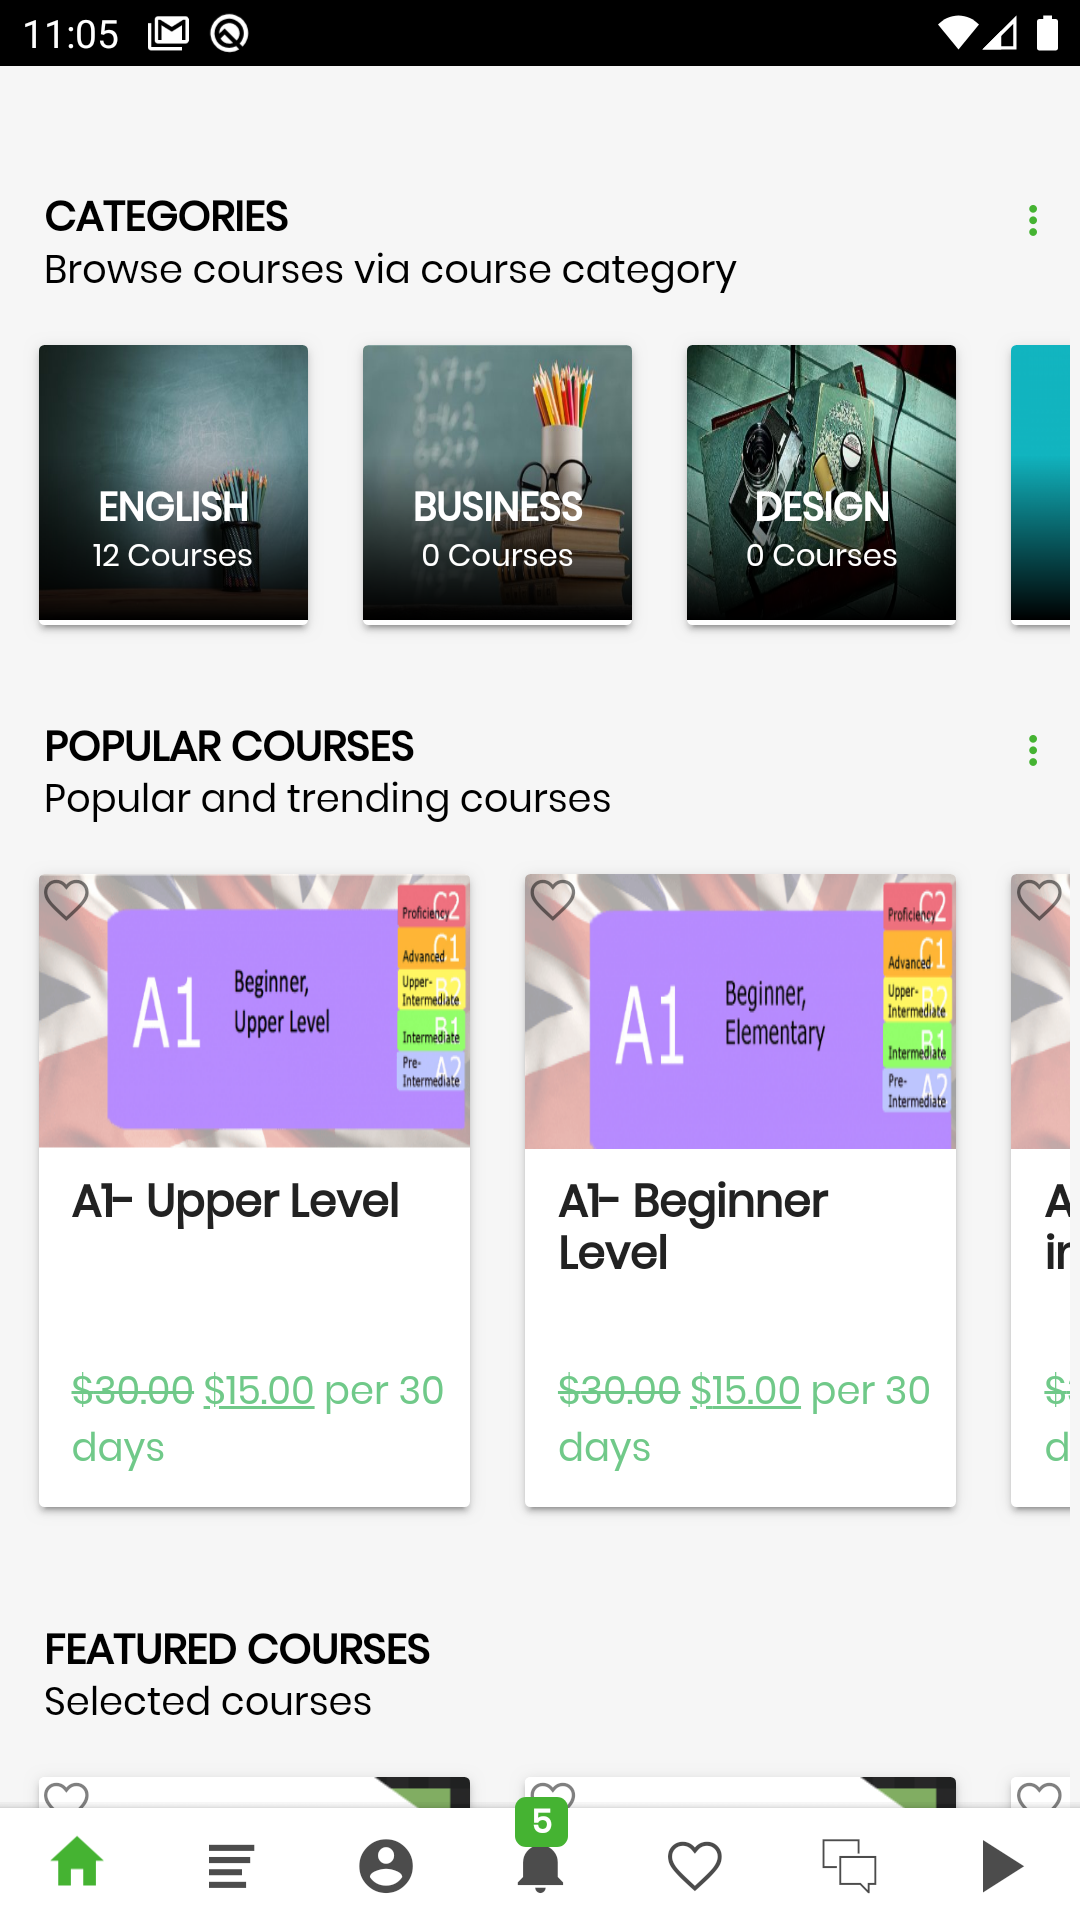 11:05
CATEGORIES
Browse courses via course category
ENGLISH
12 Courses
BUSINESS
0 Courses
DESIGN
0 Courses
POPULAR COURSES
Popular and trending courses
A1
Beginner,
Upper Level
C2
Proficiency
C1
Advanced
B2
Upper-
Intermediate
B1
Intermediate
A2
Pre-
Intermediate
A1- Upper Level
$30.00 $15.00 per 30
days
A1
Beginner,
Elementary
C2
Proficiency
C1
Advanced
B2
Upper-
Intermediate
B1
Intermediate
A2
Pre-
Intermediate
A1- Beginner
Level
$30.00 $15.00 per 30
days
FEATURED COURSES
Selected courses
5